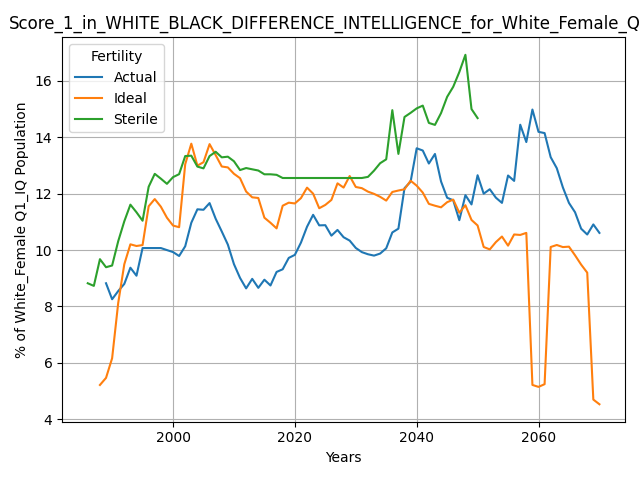 Score_1_in_WHITE_BLACK_DIFFERENCE_INTELLIGENCE_for_White_Female_Q
Fertility
Actual
Ideal
Sterile
% of White_Female Q1_IQ Population
16
14
12
10
8
6
4
2000 2020 2040 2060
Years